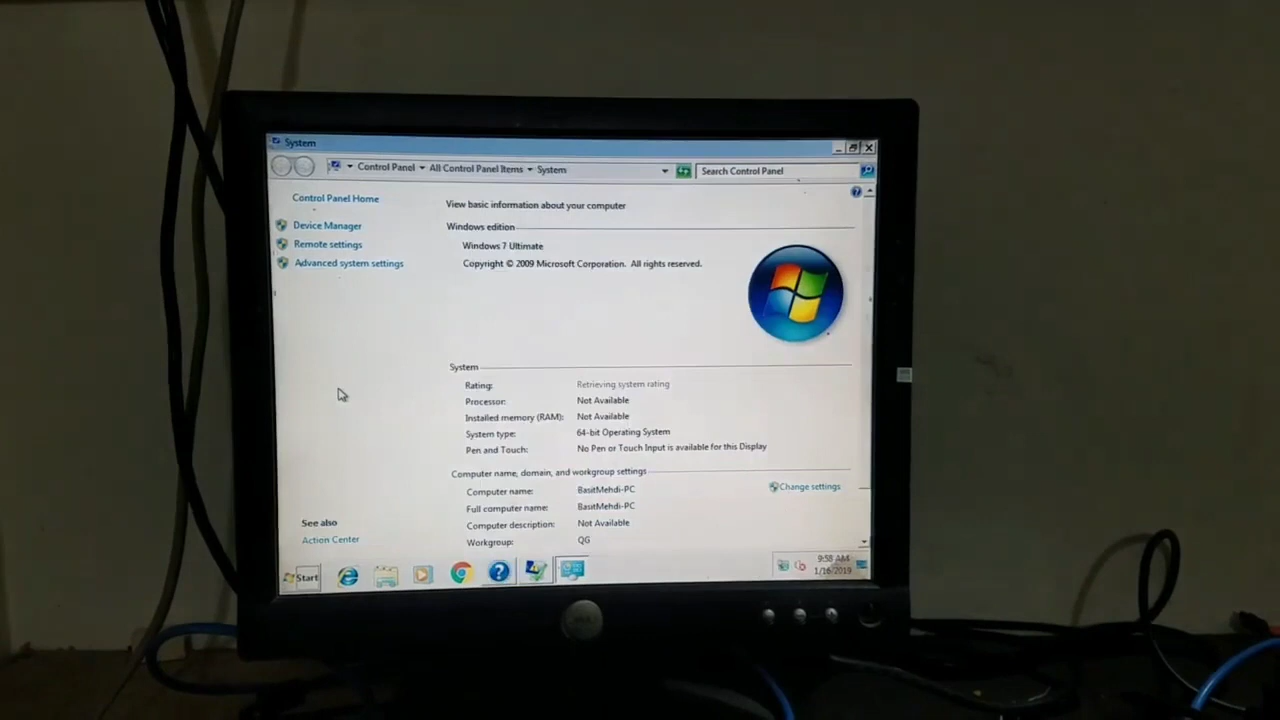 System
Control Panel All Control Panel Items System
Search Control Panel
Control Panel Home
Device Manager
Remote settings
Advanced system settings
View basic information about your computer
Windows edition
Windows 7 Ultimate
Copyright © 2009 Microsoft Corporation. All rights reserved.
System
Rating: Retrieving system rating
Processor: Not Available
Installed memory (RAM): Not Available
System type: 64-bit Operating System
Pen and Touch: No Pen or Touch Input is available for this Display
Computer name, domain, and workgroup settings
Computer name: BasitMehdi-PC
Change settings
Full computer name: BasitMehdi-PC
Computer description: Not Available
Workgroup: QG
See also
Action Center
Start
9:58 AM
1/16/2019
DELL